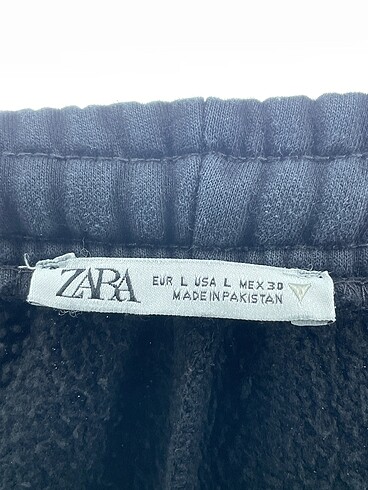 ZARA
EUR L USA L MEX 30
MADE IN PAKISTAN